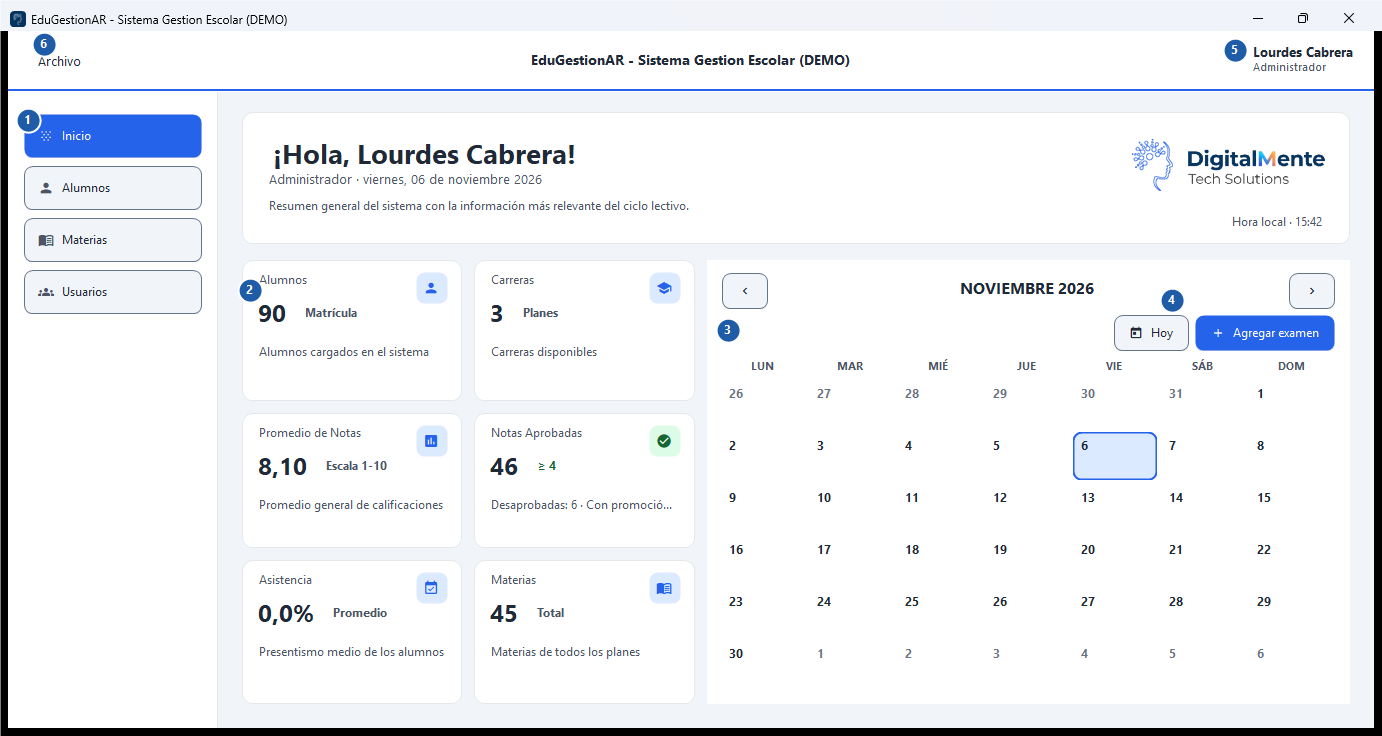 EduGestionAR - Sistema Gestion Escolar (DEMO)
6
Archivo
EduGestionAR - Sistema Gestion Escolar (DEMO)
5
Lourdes Cabrera
Administrador
1
Inicio
Alumnos
Materias
Usuarios
¡Hola, Lourdes Cabrera!
Administrador · viernes, 06 de noviembre 2026
Resumen general del sistema con la información más relevante del ciclo lectivo.
DigitalMente
Tech Solutions
Hora local · 15:42
2
Alumnos
90 Matrícula
Alumnos cargados en el sistema
Carreras
3 Planes
Carreras disponibles
Promedio de Notas
8,10 Escala 1-10
Promedio general de calificaciones
Notas Aprobadas
46 ≥ 4
Desaprobadas: 6 · Con promoció...
Asistencia
0,0% Promedio
Presentismo medio de los alumnos
Materias
45 Total
Materias de todos los planes
‹
NOVIEMBRE 2026
›
3
4
Hoy
+ Agregar examen
LUN MAR MIÉ JUE VIE SÁB DOM
26 27 28 29 30 31 1
2 3 4 5 6 7 8
9 10 11 12 13 14 15
16 17 18 19 20 21 22
23 24 25 26 27 28 29
30 1 2 3 4 5 6